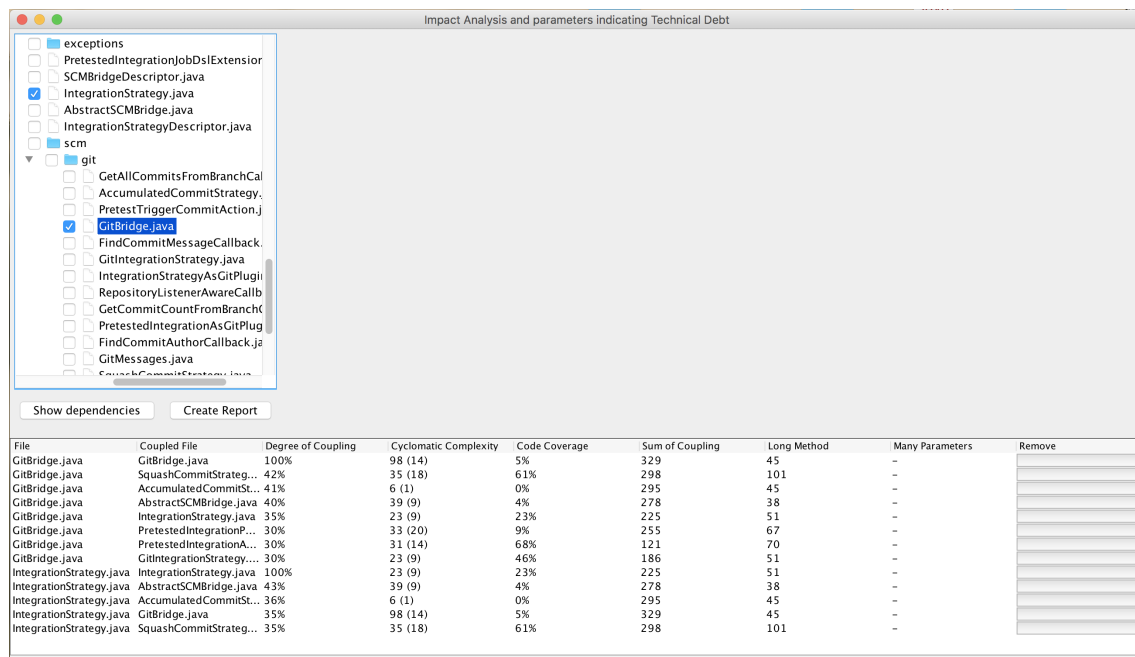 Impact Analysis and parameters indicating Technical Debt
exceptions
PretestedIntegrationJobDslExtension
SCMBridgeDescriptor.java
IntegrationStrategy.java
AbstractSCMBridge.java
IntegrationStrategyDescriptor.java
scm
git
GetAllCommitsFromBranchCal
AccumulatedCommitStrategy.
PretestTriggerCommitAction.j
GitBridge.java
FindCommitMessageCallback.
GitIntegrationStrategy.java
IntegrationStrategyAsGitPlugi
RepositoryListenerAwareCallb
GetCommitCountFromBranchC
PretestedIntegrationAsGitPlug
FindCommitAuthorCallback.ja
GitMessages.java
SquashCommitStrategy.java
Show dependencies Create Report
File Coupled File Degree of Coupling Cyclomatic Complexity Code Coverage Sum of Coupling Long Method Many Parameters Remove
GitBridge.java GitBridge.java 100% 98 (14) 5% 329 45 –
GitBridge.java SquashCommitStrateg... 42% 35 (18) 61% 298 101 –
GitBridge.java AccumulatedCommitSt... 41% 6 (1) 0% 295 45 –
GitBridge.java AbstractSCMBridge.java 40% 39 (9) 4% 278 38 –
GitBridge.java IntegrationStrategy.java 35% 23 (9) 23% 225 51 –
GitBridge.java PretestedIntegrationP... 30% 33 (20) 9% 255 67 –
GitBridge.java PretestedIntegrationA... 30% 31 (14) 68% 121 70 –
GitBridge.java GitIntegrationStrategy.... 30% 23 (9) 46% 186 51 –
IntegrationStrategy.java IntegrationStrategy.java 100% 23 (9) 23% 225 51 –
IntegrationStrategy.java AbstractSCMBridge.java 43% 39 (9) 4% 278 38 –
IntegrationStrategy.java AccumulatedCommitSt... 36% 6 (1) 0% 295 45 –
IntegrationStrategy.java GitBridge.java 35% 98 (14) 5% 329 45 –
IntegrationStrategy.java SquashCommitStrateg... 35% 35 (18) 61% 298 101 –